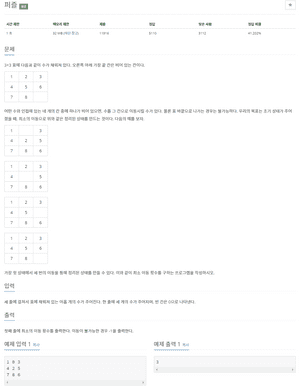 퍼즐
시간 제한 메모리 제한 제출 정답 맞은 사람 정답 비율
1 초
문제
3×3 표에 다음과 같이 수가 채워져 있다. 오른쪽 아래 가장 끝 칸은 비어 있는 칸이다.
1 2 3
4 5 6
7 8
어떤 수와 인접해 있는 네 개의 칸 중에 하나가 비어 있으면, 수를 그 칸으로 이동시킬 수가 있다. 물론 표 바깥으로 나가는 경우는 불가능하다. 우리의 목표는 초기 상태가 주어
졌을 때, 최소의 이동으로 위와 같은 정리된 상태를 만드는 것이다. 다음의 예를 보자.
1 3
4 2 5
7 8 6
1 2 3
4 5
7 8 6
1 2 3
4 5
7 8 6
1 2 3
4 5 6
7 8
가장 윗 상태에서 세 번의 이동을 통해 정리된 상태를 만들 수 있다. 이와 같이 최소 이동 횟수를 구하는 프로그램을 작성하시오.
입력
세 줄에 걸쳐서 표에 채워져 있는 아홉 개의 수가 주어진다. 한 줄에 세 개의 수가 주어지며, 빈 칸은 0으로 나타낸다.
출력
첫째 줄에 최소의 이동 횟수를 출력한다. 이동이 불가능한 경우 -1을 출력한다.
예제 입력 1 복사
예제 출력 1 복사
1 0 3
4 2 5
7 8 6
3